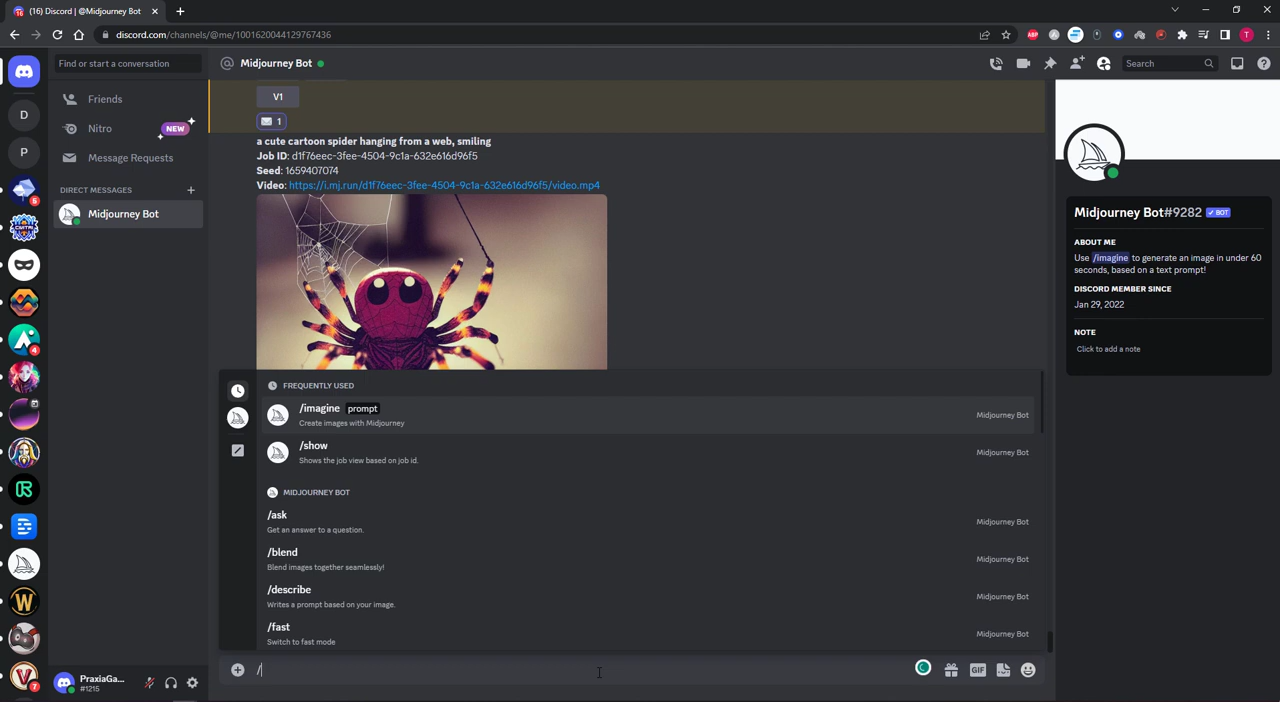 (16) Discord | @Midjourney Bot
discord.com/channels/@me/1001620044129767436
ABP
T
Find or start a conversation
Midjourney Bot
Search
Friends
Nitro
NEW
Message Requests
DIRECT MESSAGES
Midjourney Bot
D
P
5
4
7
V1
1
a cute cartoon spider hanging from a web, smiling
Job ID: d1f76eec-3fee-4504-9c1a-632e616d96f5
Seed: 1659407074
Video: https://i.mj.run/d1f76eec-3fee-4504-9c1a-632e616d96f5/video.mp4
FREQUENTLY USED
/imagine prompt
Create images with Midjourney
Midjourney Bot
/show
Shows the job view based on job id.
Midjourney Bot
MIDJOURNEY BOT
/ask
Get an answer to a question.
Midjourney Bot
/blend
Blend images together seamlessly!
Midjourney Bot
/describe
Writes a prompt based on your image.
Midjourney Bot
/fast
Switch to fast mode
Midjourney Bot
/
GIF
PraxiaGa...
#1215
Midjourney Bot#9282
BOT
ABOUT ME
Use /imagine to generate an image in under 60
seconds, based on a text prompt!
DISCORD MEMBER SINCE
Jan 29, 2022
NOTE
Click to add a note